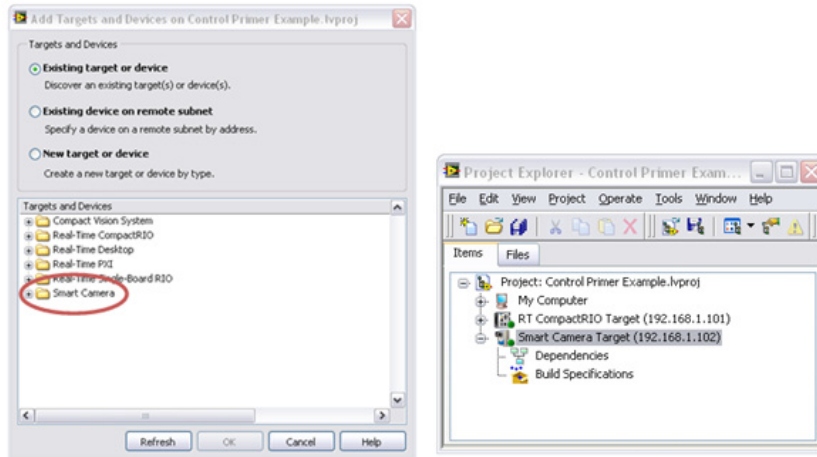 Add Targets and Devices on Control Primer Example.lvproj
Targets and Devices
Existing target or device
Discover an existing target(s) or device(s).
Existing device on remote subnet
Specify a device on a remote subnet by address.
New target or device
Create a new target or device by type.
Targets and Devices
Compact Vision System
Real-Time CompactRIO
Real-Time Desktop
Real-Time PXI
Real-Time Single-Board RIO
Smart Camera
Refresh
OK
Cancel
Help
Project Explorer - Control Primer Exam...
File Edit View Project Operate Tools Window Help
Items
Files
Project: Control Primer Example.lvproj
My Computer
RT CompactRIO Target (192.168.1.101)
Smart Camera Target (192.168.1.102)
Dependencies
Build Specifications